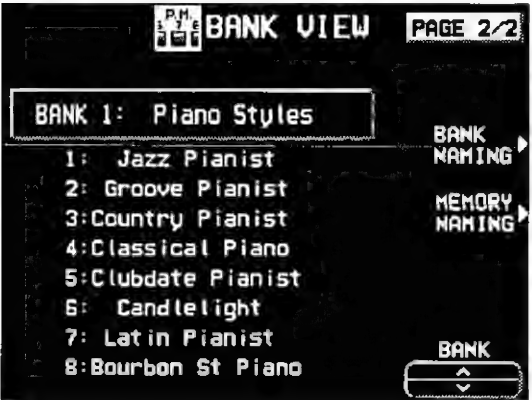 P.M. BANK VIEW PAGE 2/2
BANK 1: Piano Styles
1: Jazz Pianist
2: Groove Pianist
3:Country Pianist
4:Classical Piano
5:Clubdate Pianist
6: Candlelight
7: Latin Pianist
8:Bourbon St Piano
BANK
NAMING
MEMORY
NAMING
BANK